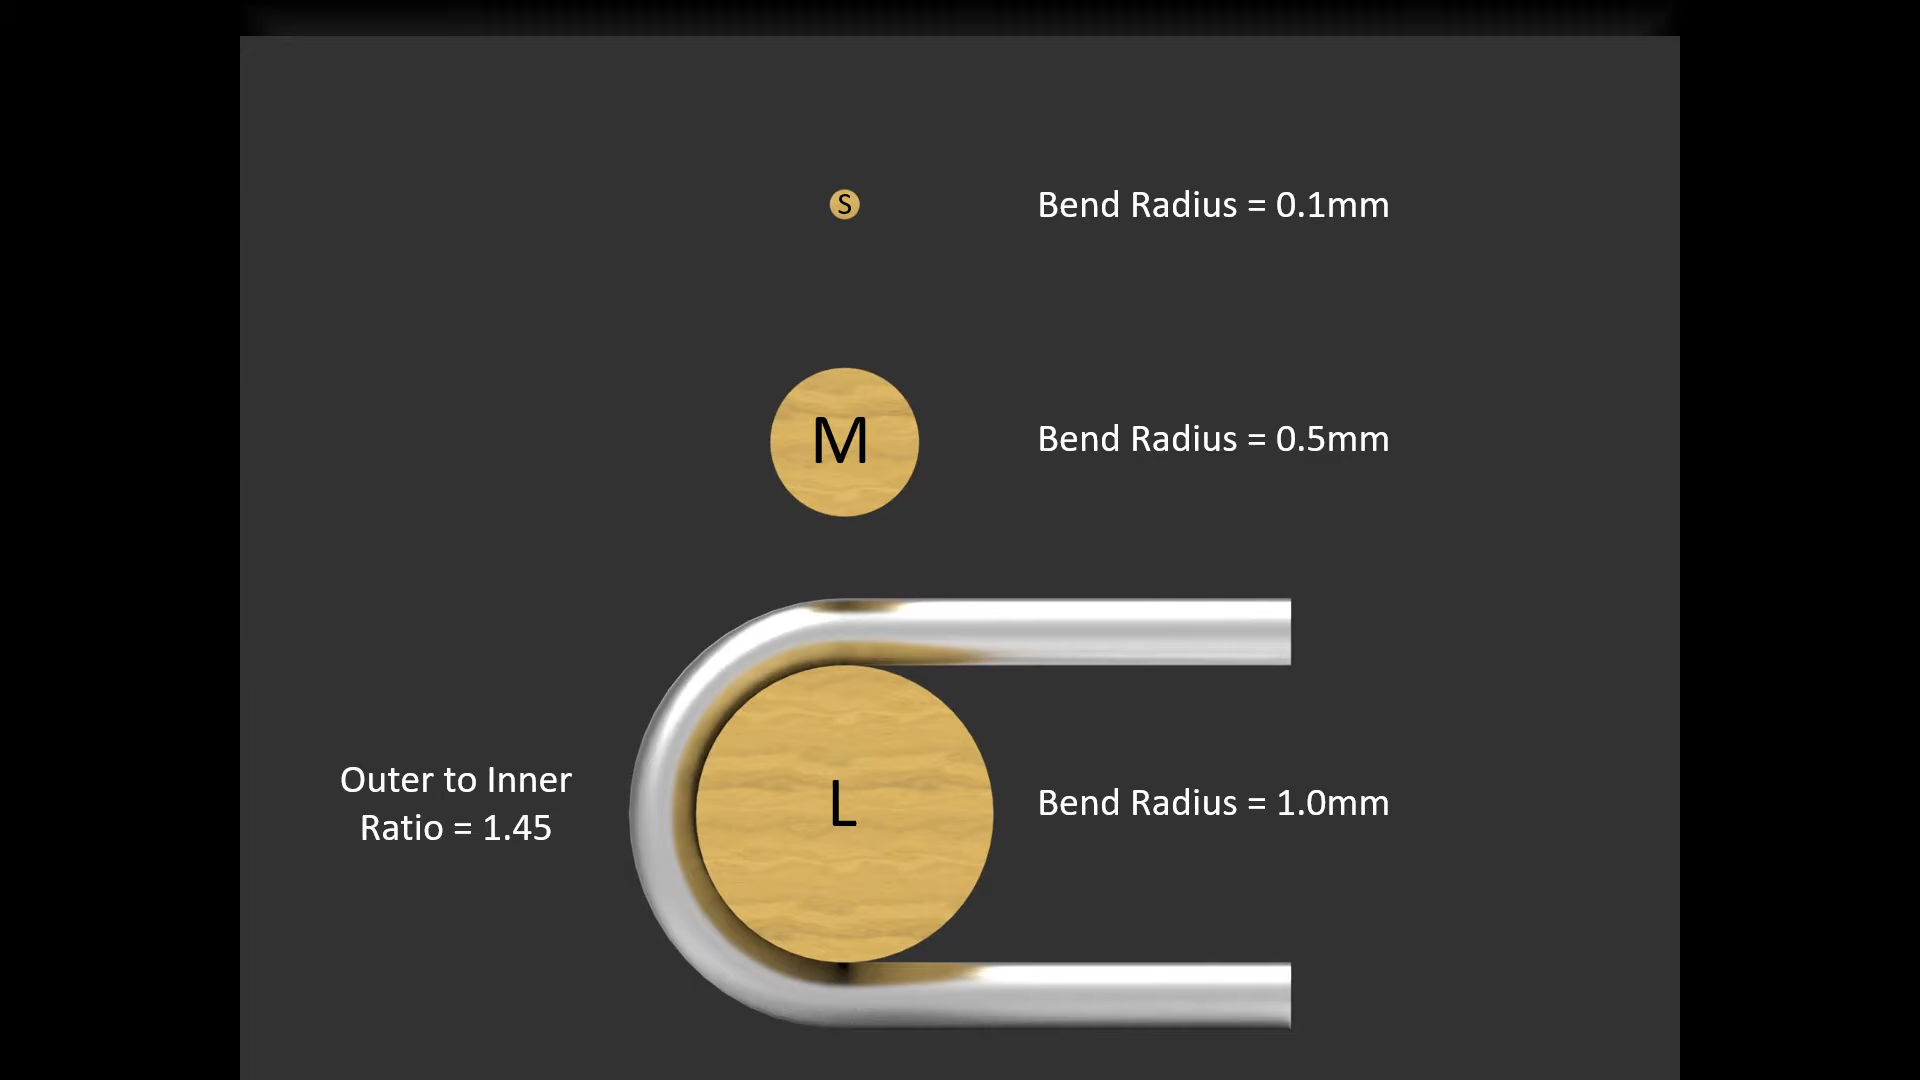 S
Bend Radius = 0.1mm
M
Bend Radius = 0.5mm
Outer to Inner
Ratio = 1.45
L
Bend Radius = 1.0mm